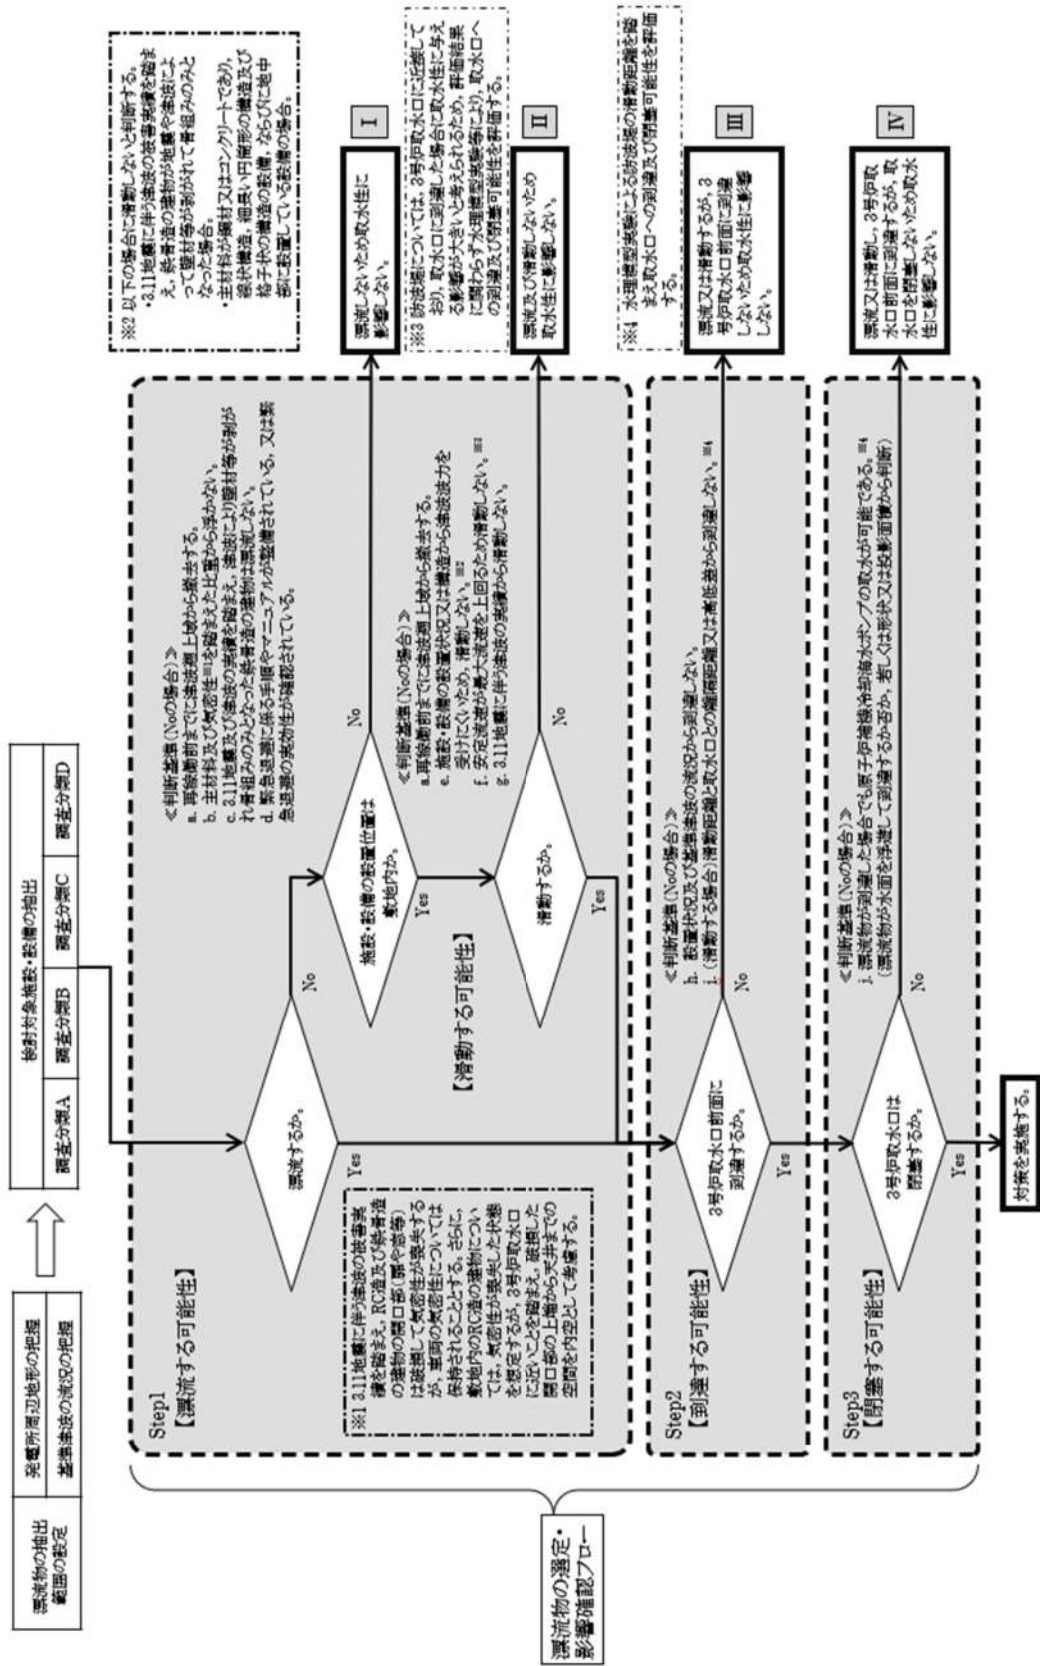 漂流物の抽出
範囲の設定
発電所周辺地形の把握
基準津波の流況の把握
検討対象施設・設備の抽出
調査分類A
調査分類B
調査分類C
調査分類D
漂流物の選定・
影響確認フロー
Step1
【漂流する可能性】
漂流するか。
No
Yes
≪判断基準(Noの場合)≫
a. 再稼働前までに津波遡上域から撤去する。
b. 主材料及び気密性※1を踏まえた比重から浮かない。
c. 3.11地震及び津波の実績を踏まえ，津波により壁材等が剥が
れ骨組みのみとなった鉄骨造の建物は漂流しない。
d. 緊急退避に係る手順やマニュアルが整備されている，又は緊
急退避の実効性が確認されている。
※1 3.11地震に伴う津波の被害実
績を踏まえ，RC造及び鉄骨造
の建物の開口部(扉や窓等)
は破損して気密性が喪失する
が，車両の気密性については
保持されることとする。さらに，
敷地内のRC造の建物につい
ては，気密性が喪失した状態
を想定するが，3号炉取水口
に近いことを踏まえ，破損した
開口部の上端から天井までの
空間を内空として考慮する。
施設・設備の設置位置は
敷地内か。
No
Yes
【滑動する可能性】
≪判断基準(Noの場合)≫
a.再稼働前までに津波遡上域から撤去する。
e. 施設・設備の設置状況又は構造から津波波力を
受けにくいため，滑動しない。※2
f. 安定流速が最大流速を上回るため滑動しない。※3
g. 3.11地震に伴う津波の実績から滑動しない。
滑動するか。
No
Yes
※2 以下の場合に滑動しないと判断する。
・3.11地震に伴う津波の被害実績を踏ま
え，鉄骨造の建物が地震や津波によ
って壁材等が剥がれて骨組みのみと
なった場合。
・主材料が鋼材又はコンクリートであり，
線状構造，細長い円筒形の構造及び
格子状の構造の設備，ならびに地中
部に設置している設備の場合。
漂流しないため取水性に
影響しない。
Ⅰ
※3 防波堤については，3号炉取水口に近接して
おり，取水口に到達した場合に取水性に与え
る影響が大きいと考えられるため，評価結果
に関わらず水理模型実験等により，取水口へ
の到達及び閉塞可能性を評価する。
漂流及び滑動しないため
取水性に影響しない。
Ⅱ
Step2
【到達する可能性】
3号炉取水口前面に
到達するか。
No
Yes
≪判断基準(Noの場合)≫
h. 設置状況及び基準津波の流況から到達しない。
i. (滑動する場合)滑動距離と取水口との離隔距離又は高低差から到達しない。※4
※4 水理模型実験による防波堤の滑動距離を踏
まえ取水口への到達及び閉塞可能性を評価
する。
漂流又は滑動するが，3
号炉取水口前面に到達
しないため取水性に影響
しない。
Ⅲ
Step3
【閉塞する可能性】
3号炉取水口は
閉塞するか。
No
Yes
≪判断基準(Noの場合)≫
j. 漂流物が到達した場合でも原子炉補機冷却海水ポンプの取水が可能である。※4
(漂流物が水面を浮遊して到達するか否か，若しくは形状又は投影面積から判断)
漂流又は滑動し，3号炉取
水口前面に到達するが，取
水口を閉塞しないため取水
性に影響しない。
Ⅳ
対策を実施する。